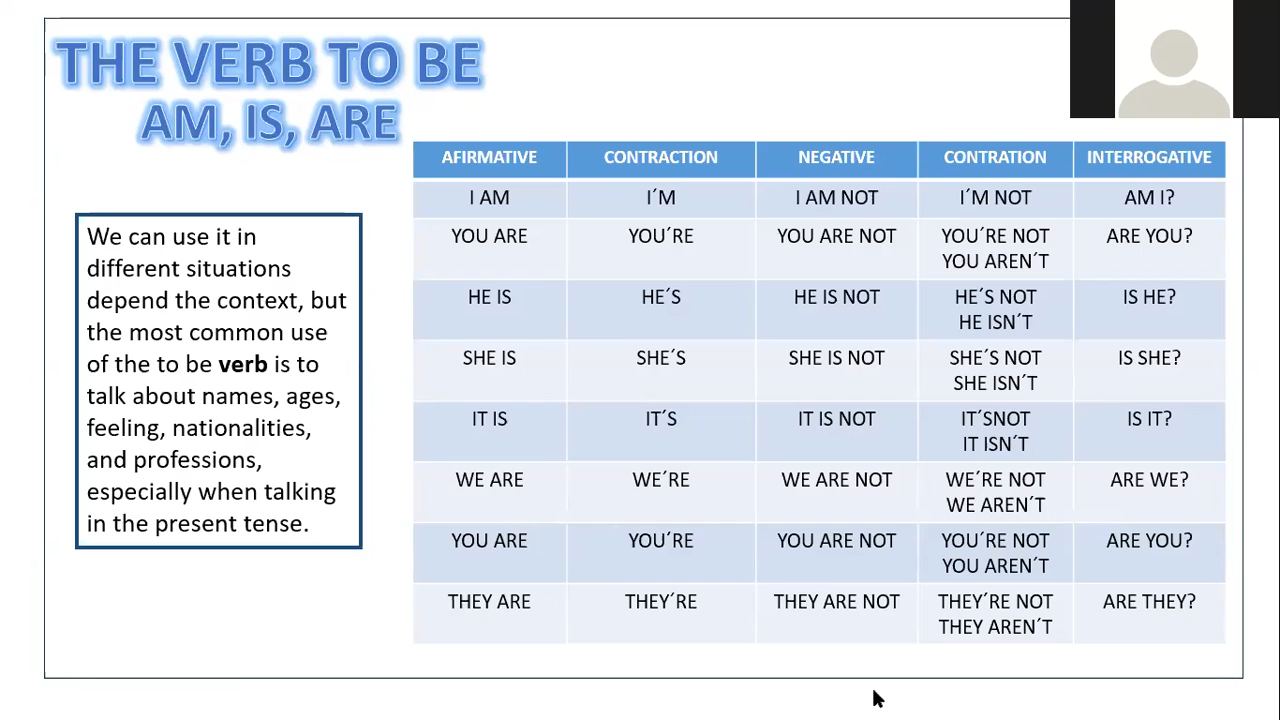 THE VERB TO BE
AM, IS, ARE
We can use it in
different situations
depend the context, but
the most common use
of the to be verb is to
talk about names, ages,
feeling, nationalities,
and professions,
especially when talking
in the present tense.
AFIRMATIVE CONTRACTION NEGATIVE CONTRATION INTERROGATIVE
I AM I´M I AM NOT I´M NOT AM I?
YOU ARE YOU´RE YOU ARE NOT YOU´RE NOT ARE YOU?
YOU AREN´T
HE IS HE´S HE IS NOT HE´S NOT IS HE?
HE ISN´T
SHE IS SHE´S SHE IS NOT SHE´S NOT IS SHE?
SHE ISN´T
IT IS IT´S IT IS NOT IT´SNOT IS IT?
IT ISN´T
WE ARE WE´RE WE ARE NOT WE´RE NOT ARE WE?
WE AREN´T
YOU ARE YOU´RE YOU ARE NOT YOU´RE NOT ARE YOU?
YOU AREN´T
THEY ARE THEY´RE THEY ARE NOT THEY´RE NOT ARE THEY?
THEY AREN´T